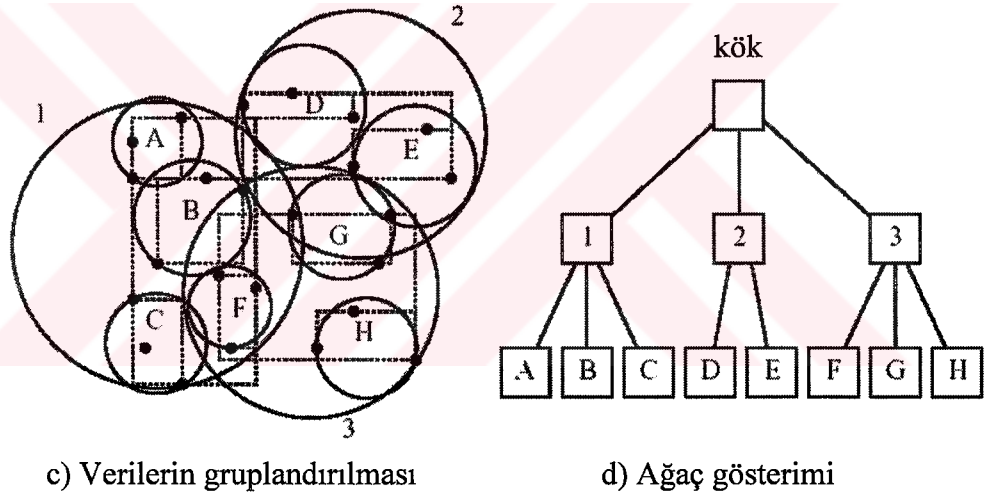 2
1
A
D
E
B
G
C
F
H
3
c) Verilerin gruplandırılması
kök
1 2 3
A B C D E F G H
d) Ağaç gösterimi